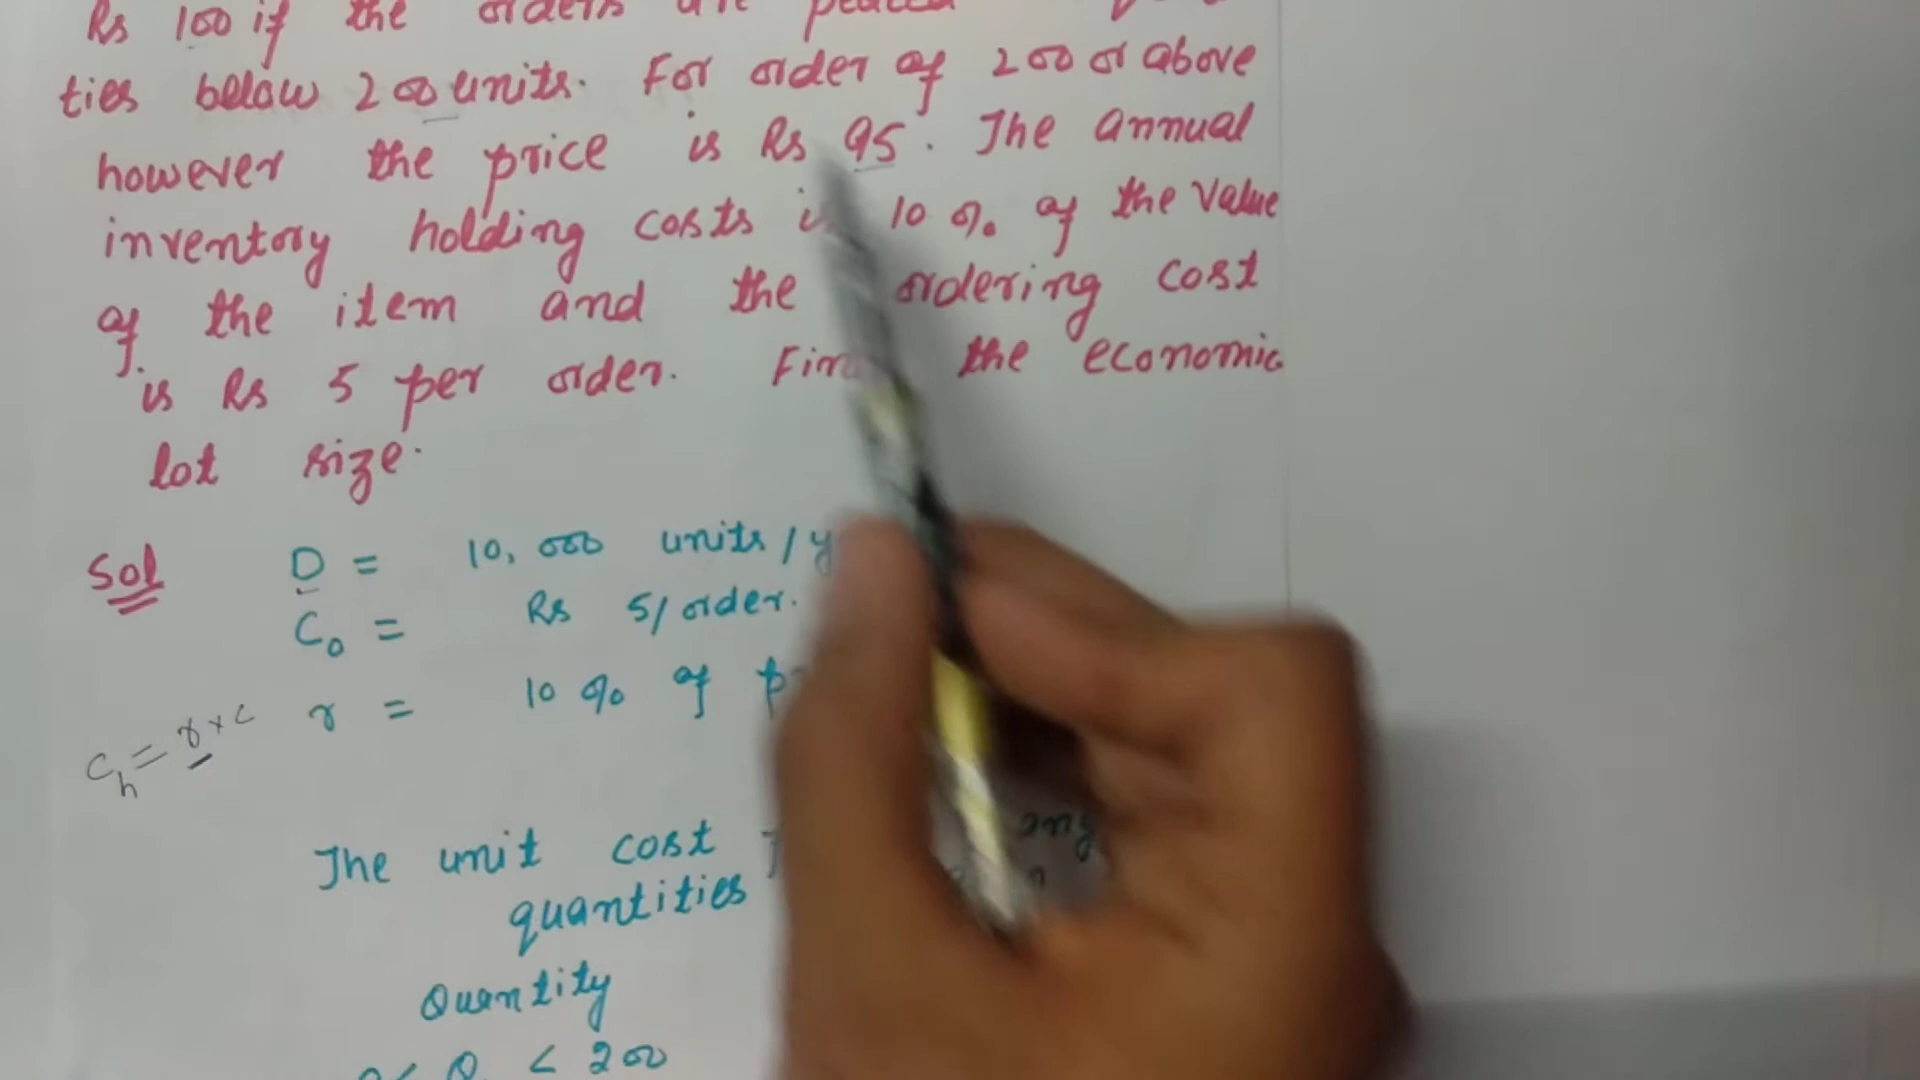 Rs 100 if the orders are placed
ties below 200 units. For order of 200 or above
however the price is Rs 95. The annual
inventory holding costs 10 % of the value
of the item and the ordering cost
is Rs 5 per order. the economic
lot size.
Sol D = 10,000 units/y
C₀ = Rs 5/order.
r = 10 % of
Cₕ = r × c
The unit cost
quantities
Quantity
Q < 200